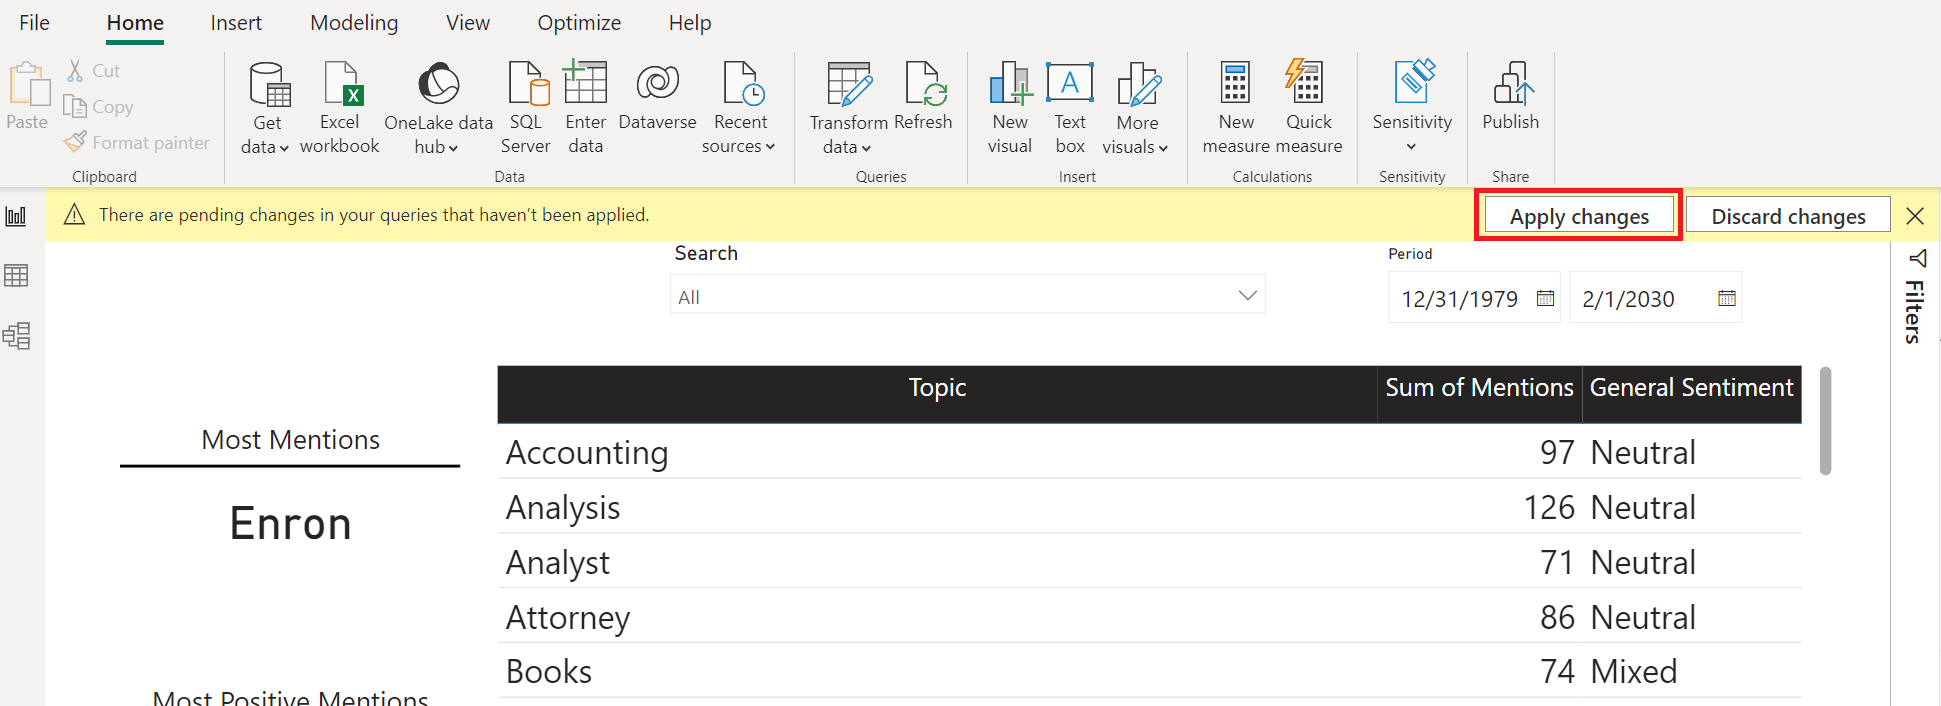 File Home Insert Modeling View Optimize Help
Paste
Cut
Copy
Format painter
Clipboard
Get data
Excel workbook
OneLake data hub
SQL Server
Enter data
Dataverse
Recent sources
Data
Transform data
Refresh
Queries
New visual
Text box
More visuals
Insert
New measure
Quick measure
Calculations
Sensitivity
Sensitivity
Publish
Share
There are pending changes in your queries that haven't been applied.
Apply changes
Discard changes
Search
All
Period
12/31/1979
2/1/2030
Filters
Most Mentions
Enron
Most Positive Mentions
Topic Sum of Mentions General Sentiment
Accounting 97 Neutral
Analysis 126 Neutral
Analyst 71 Neutral
Attorney 86 Neutral
Books 74 Mixed